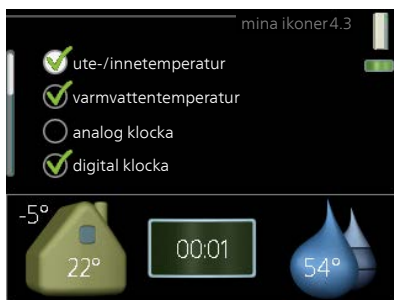 mina ikoner 4.3
ute-/innetemperatur
varmvattentemperatur
analog klocka
digital klocka
-5°
22°
00:01
54°